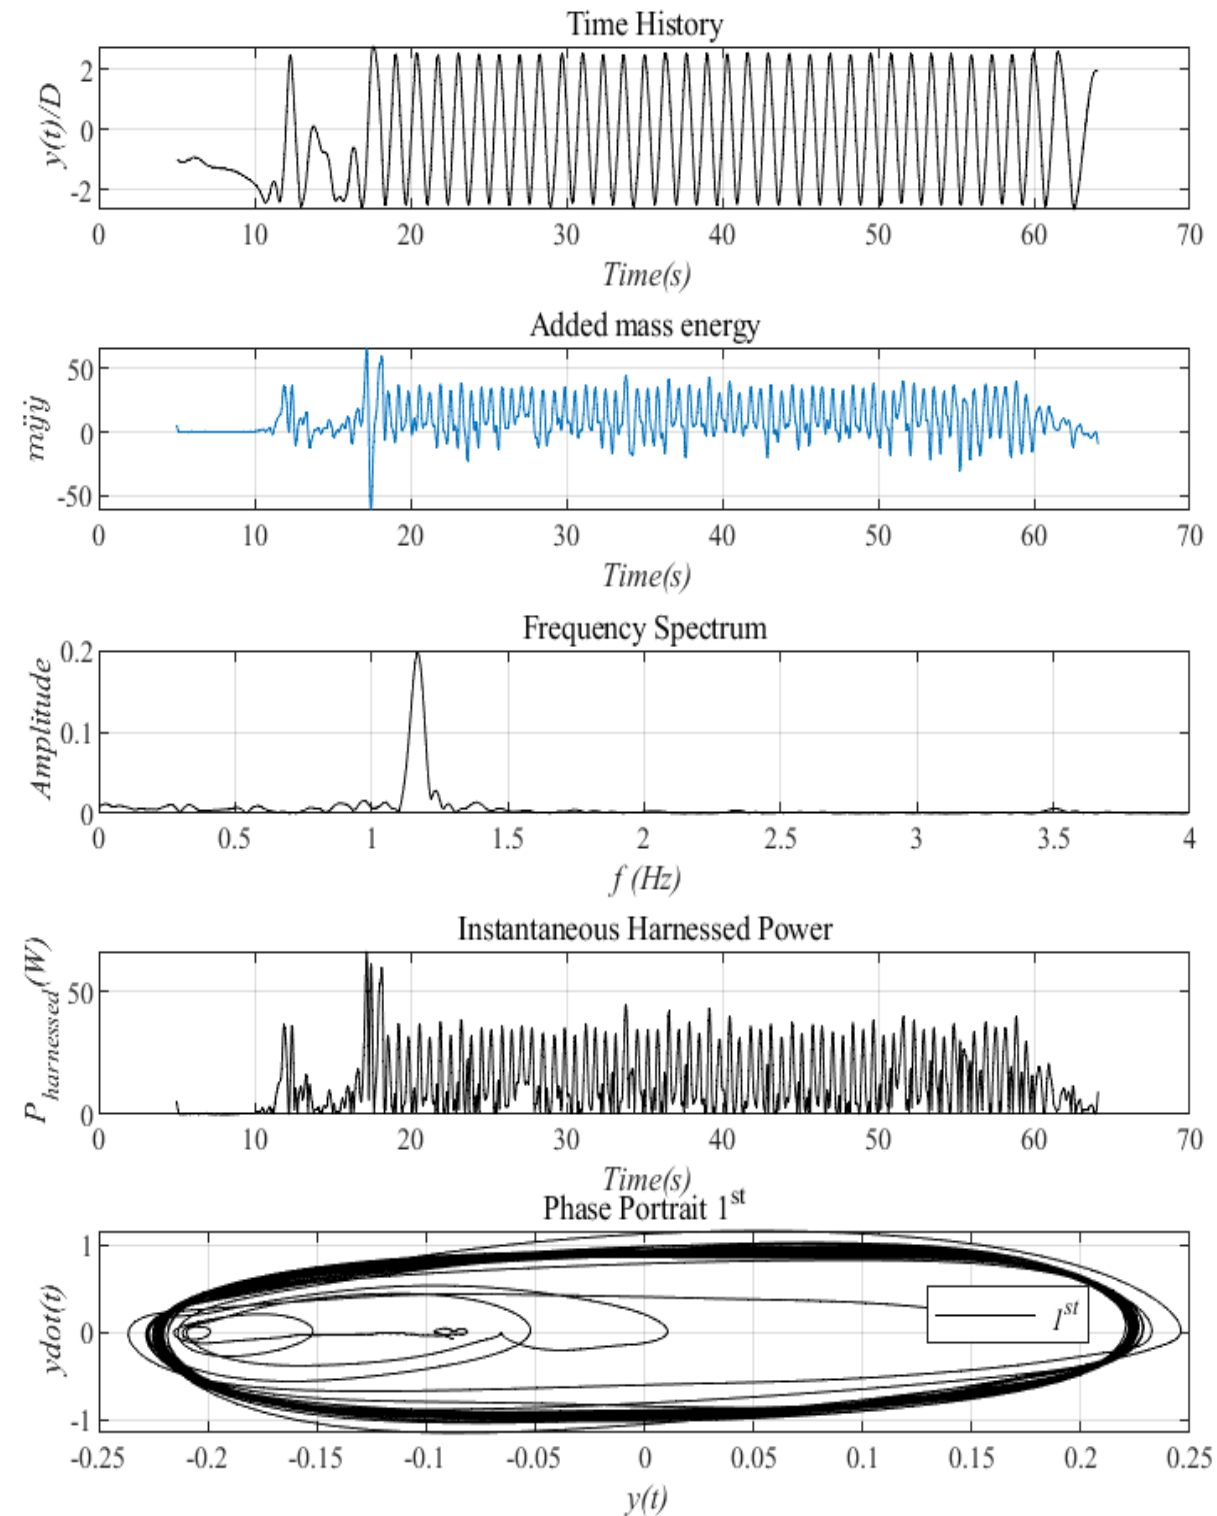 Time History
y(t)/D
2
0
-2
0 10 20 30 40 50 60 70
Time(s)
Added mass energy
mÿẏ
50
0
-50
0 10 20 30 40 50 60 70
Time(s)
Frequency Spectrum
Amplitude
0.2
0.1
0
0 0.5 1 1.5 2 2.5 3 3.5 4
f (Hz)
Instantaneous Harnessed Power
P_harnessed(W)
50
0
0 10 20 30 40 50 60 70
Time(s)
Phase Portrait 1st
ydot(t)
1
0
-1
1st
-0.25 -0.2 -0.15 -0.1 -0.05 0 0.05 0.1 0.15 0.2 0.25
y(t)